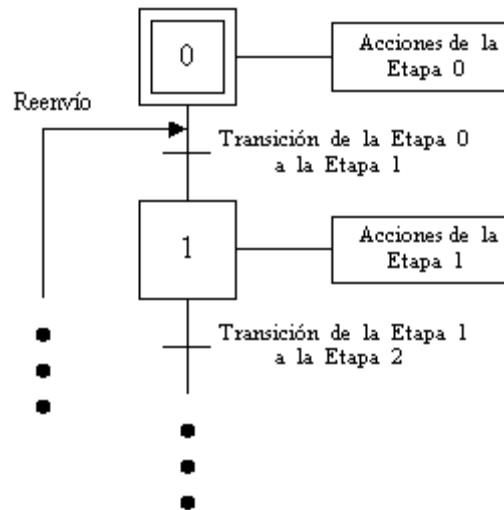 0
Acciones de la
Etapa 0
Reenvío
Transición de la Etapa 0
a la Etapa 1
1
Acciones de la
Etapa 1
Transición de la Etapa 1
a la Etapa 2